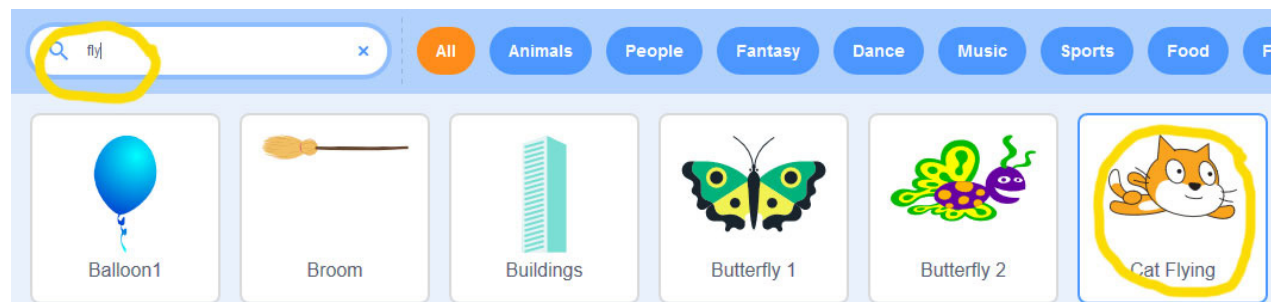 fly × All Animals People Fantasy Dance Music Sports Food F
Balloon1 Broom Buildings Butterfly 1 Butterfly 2 Cat Flying